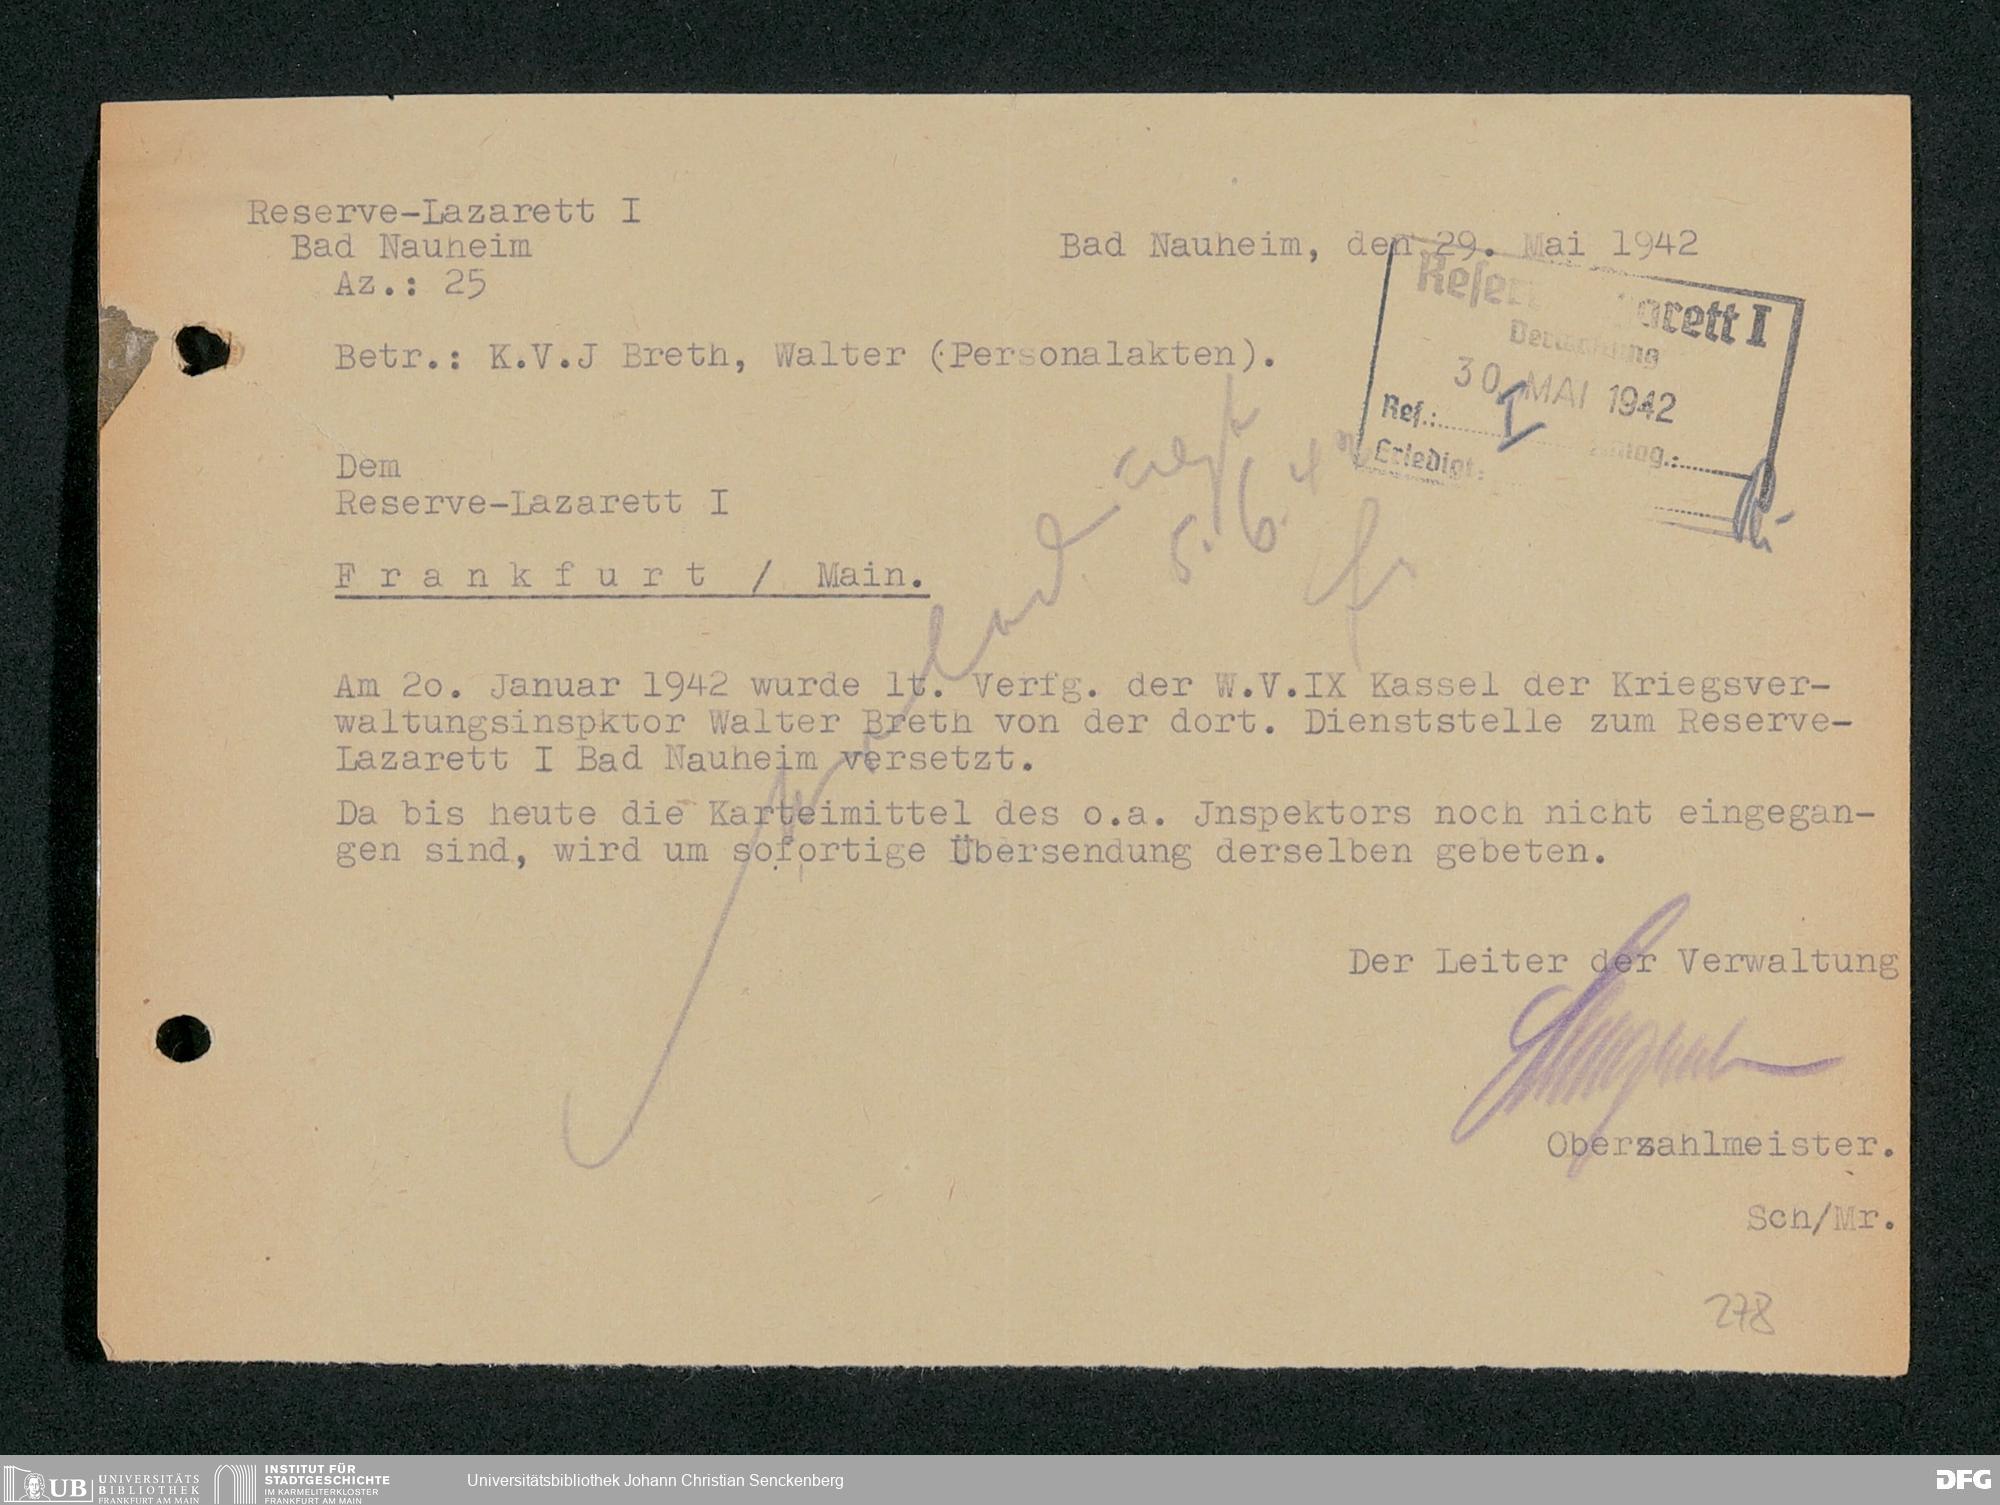 Reserve-Lazarett I
Bad Nauheim
Az.: 25
Bad Nauheim, den 29. Mai 1942
Reserve-Lazarett I
30. MAI 1942
Ref.: I
Erledigt:
Betr.: K.V.J Breth, Walter (Personalakten).
Dem
Reserve-Lazarett I
F r a n k f u r t / Main.
5. 6. 42
Am 2o. Januar 1942 wurde lt. Verfg. der W.V.IX Kassel der Kriegsver-
waltungsinspktor Walter Breth von der dort. Dienststelle zum Reserve-
Lazarett I Bad Nauheim versetzt.
Da bis heute die Karteimittel des o.a. Jnspektors noch nicht eingegan-
gen sind, wird um sofortige Übersendung derselben gebeten.
Der Leiter der Verwaltung
Oberzahlmeister.
Sch/Mr.
278
UB UNIVERSITÄTS
BIBLIOTHEK
FRANKFURT AM MAIN
INSTITUT FÜR
STADTGESCHICHTE
IM KARMELITERKLOSTER
FRANKFURT AM MAIN
Universitätsbibliothek Johann Christian Senckenberg
DFG